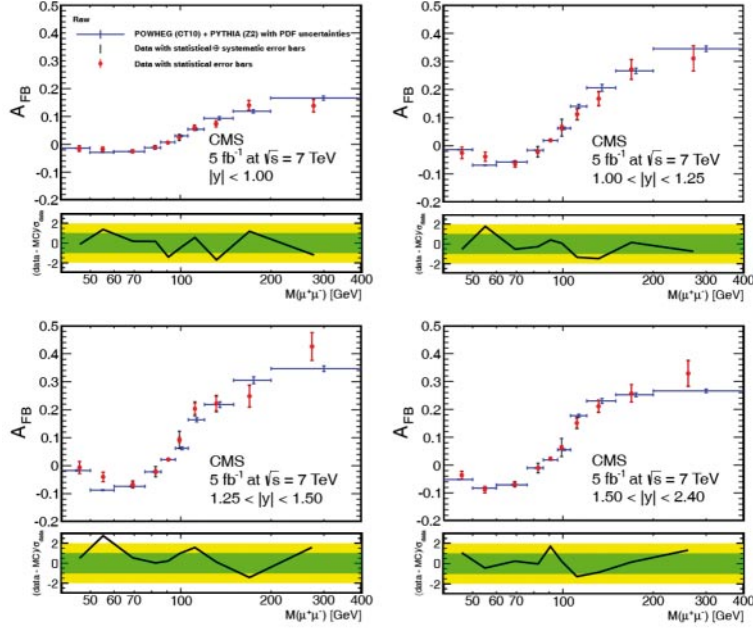 Raw
POWHEG (CT10) + PYTHIA (Z2) with PDF uncertainties
Data with statistical ⊕ systematic error bars
Data with statistical error bars
A_FB
0.5
0.4
0.3
0.2
0.1
0
-0.1
-0.2
CMS
5 fb⁻¹ at √s = 7 TeV
|y| < 1.00
(data - MC)/σ_data
2
0
-2
50 60 70 100 200 300 400
M(μ⁺μ⁻) [GeV]
A_FB
0.5
0.4
0.3
0.2
0.1
0
-0.1
-0.2
CMS
5 fb⁻¹ at √s = 7 TeV
1.00 < |y| < 1.25
(data - MC)/σ_data
2
0
-2
50 60 70 100 200 300 400
M(μ⁺μ⁻) [GeV]
A_FB
0.5
0.4
0.3
0.2
0.1
0
-0.1
-0.2
CMS
5 fb⁻¹ at √s = 7 TeV
1.25 < |y| < 1.50
(data - MC)/σ_data
2
0
-2
50 60 70 100 200 300 400
M(μ⁺μ⁻) [GeV]
A_FB
0.5
0.4
0.3
0.2
0.1
0
-0.1
-0.2
CMS
5 fb⁻¹ at √s = 7 TeV
1.50 < |y| < 2.40
(data - MC)/σ_data
2
0
-2
50 60 70 100 200 300 400
M(μ⁺μ⁻) [GeV]